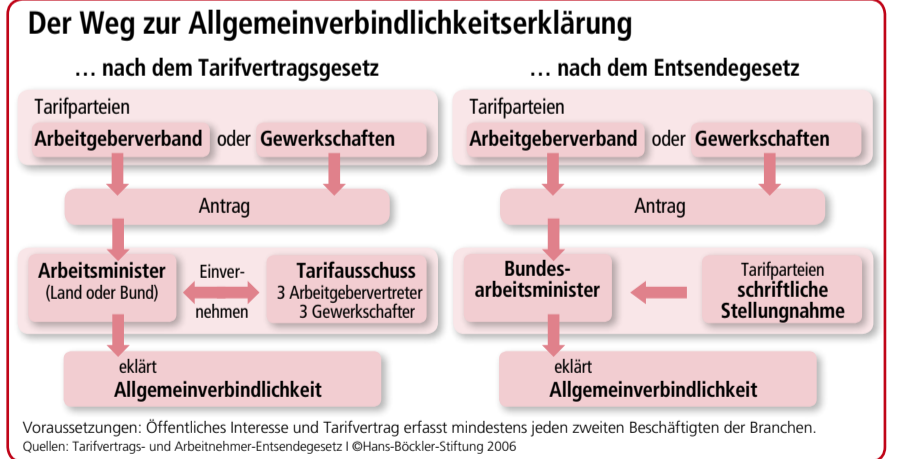 Der Weg zur Allgemeinverbindlichkeitserklärung
… nach dem Tarifvertragsgesetz
Tarifparteien
Arbeitgeberverband oder Gewerkschaften
Antrag
Arbeitsminister
(Land oder Bund)
Einver-
nehmen
Tarifausschuss
3 Arbeitgebervertreter
3 Gewerkschafter
eklärt
Allgemeinverbindlichkeit
… nach dem Entsendegesetz
Tarifparteien
Arbeitgeberverband oder Gewerkschaften
Antrag
Bundes-
arbeitsminister
Tarifparteien
schriftliche
Stellungnahme
eklärt
Allgemeinverbindlichkeit
Voraussetzungen: Öffentliches Interesse und Tarifvertrag erfasst mindestens jeden zweiten Beschäftigten der Branchen.
Quellen: Tarifvertrags- und Arbeitnehmer-Entsendegesetz I ©Hans-Böckler-Stiftung 2006